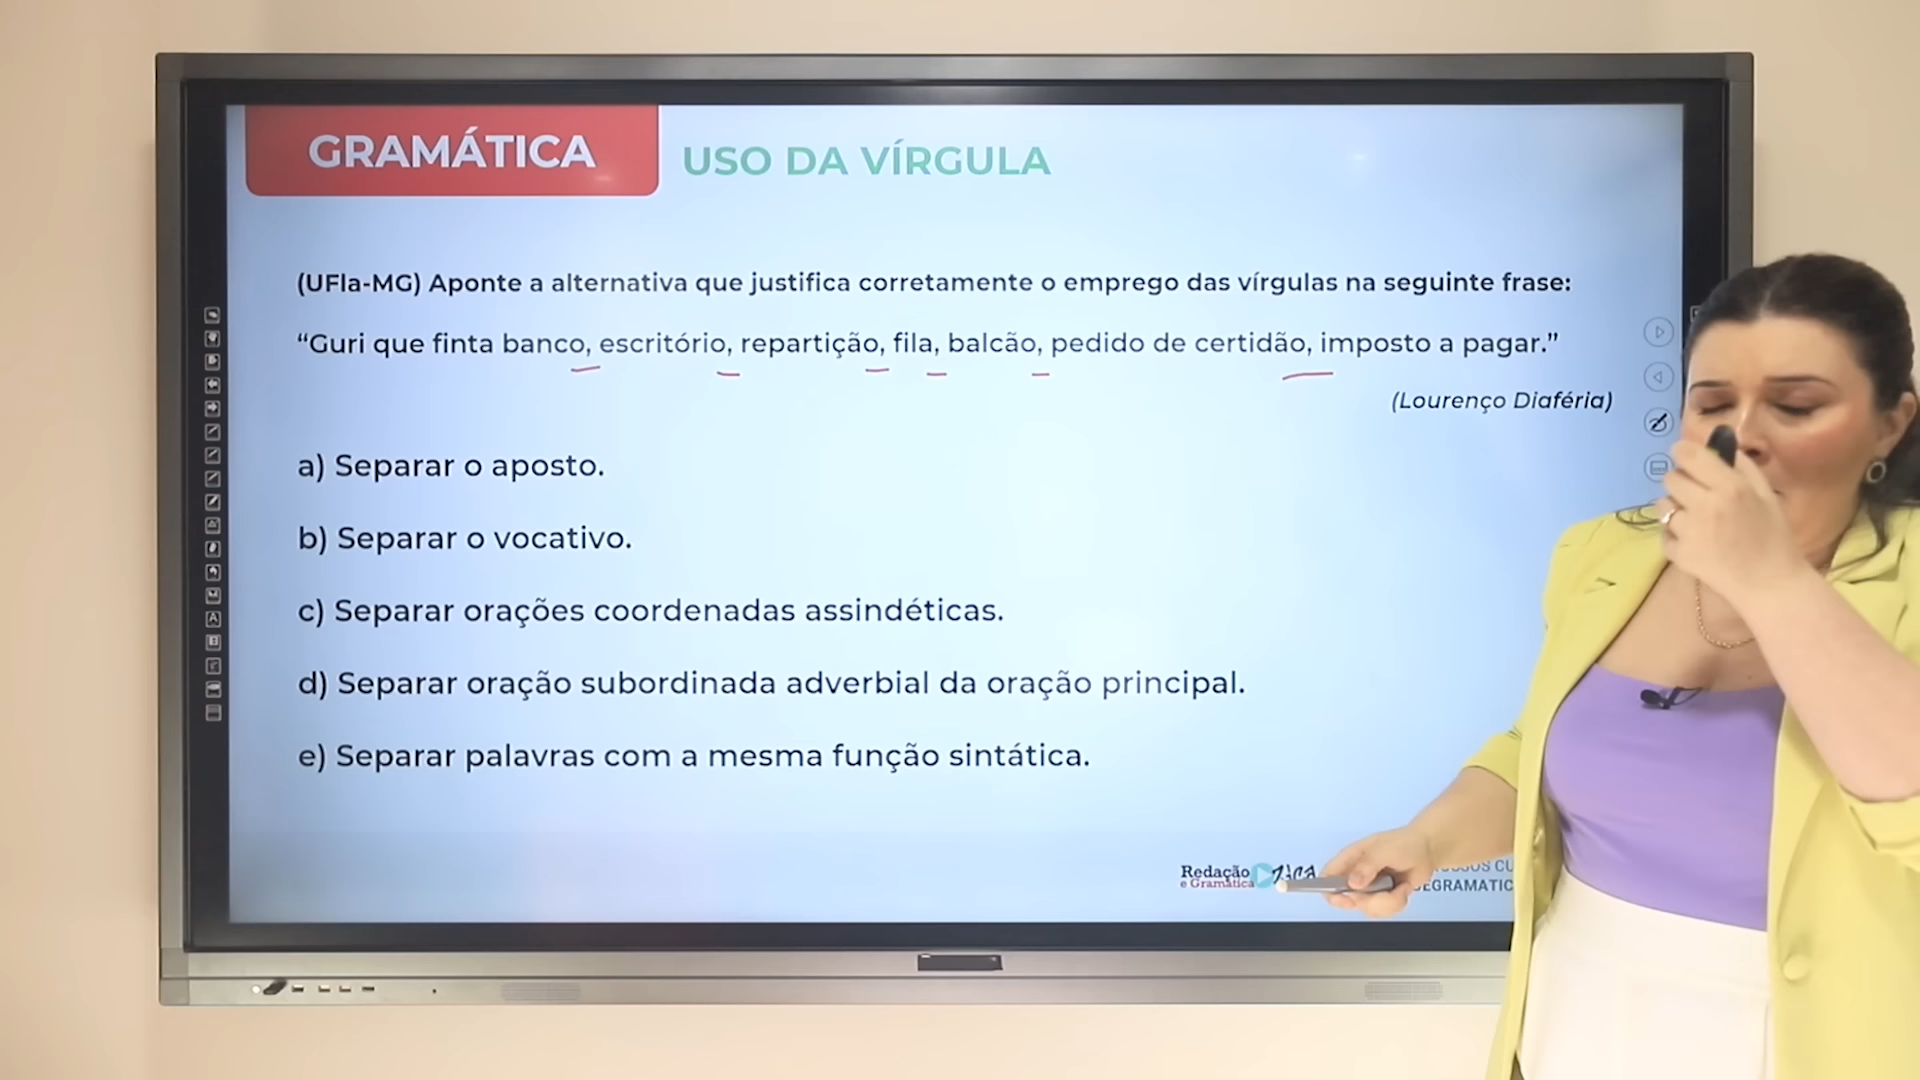 GRAMÁTICA
USO DA VÍRGULA
(UFla-MG) Aponte a alternativa que justifica corretamente o emprego das vírgulas na seguinte frase:
“Guri que finta banco, escritório, repartição, fila, balcão, pedido de certidão, imposto a pagar.”
(Lourenço Diaféria)
a) Separar o aposto.
b) Separar o vocativo.
c) Separar orações coordenadas assindéticas.
d) Separar oração subordinada adverbial da oração principal.
e) Separar palavras com a mesma função sintática.
Redação
e Gramática